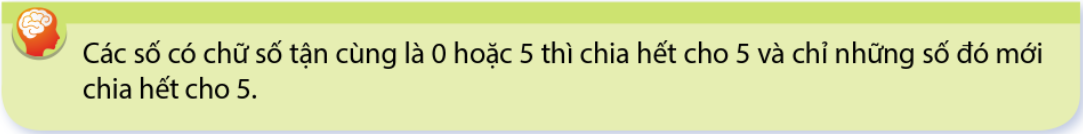 Các số có chữ số tận cùng là 0 hoặc 5 thì chia hết cho 5 và chỉ những số đó mới
chia hết cho 5.